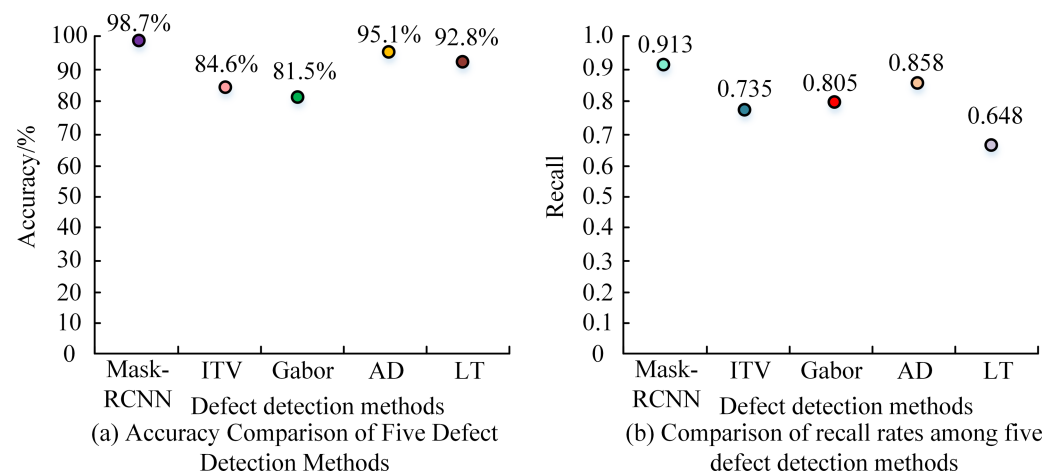 98.7%
84.6%
81.5%
95.1%
92.8%
100
90
80
70
60
50
40
30
20
10
0
Accuracy/%
Mask-
RCNN
ITV
Gabor
AD
LT
Defect detection methods
(a) Accuracy Comparison of Five Defect
Detection Methods
0.913
0.735
0.805
0.858
0.648
1.0
0.9
0.8
0.7
0.6
0.5
0.4
0.3
0.2
0.1
0
Recall
Mask-
RCNN
ITV
Gabor
AD
LT
Defect detection methods
(b) Comparison of recall rates among five
defect detection methods